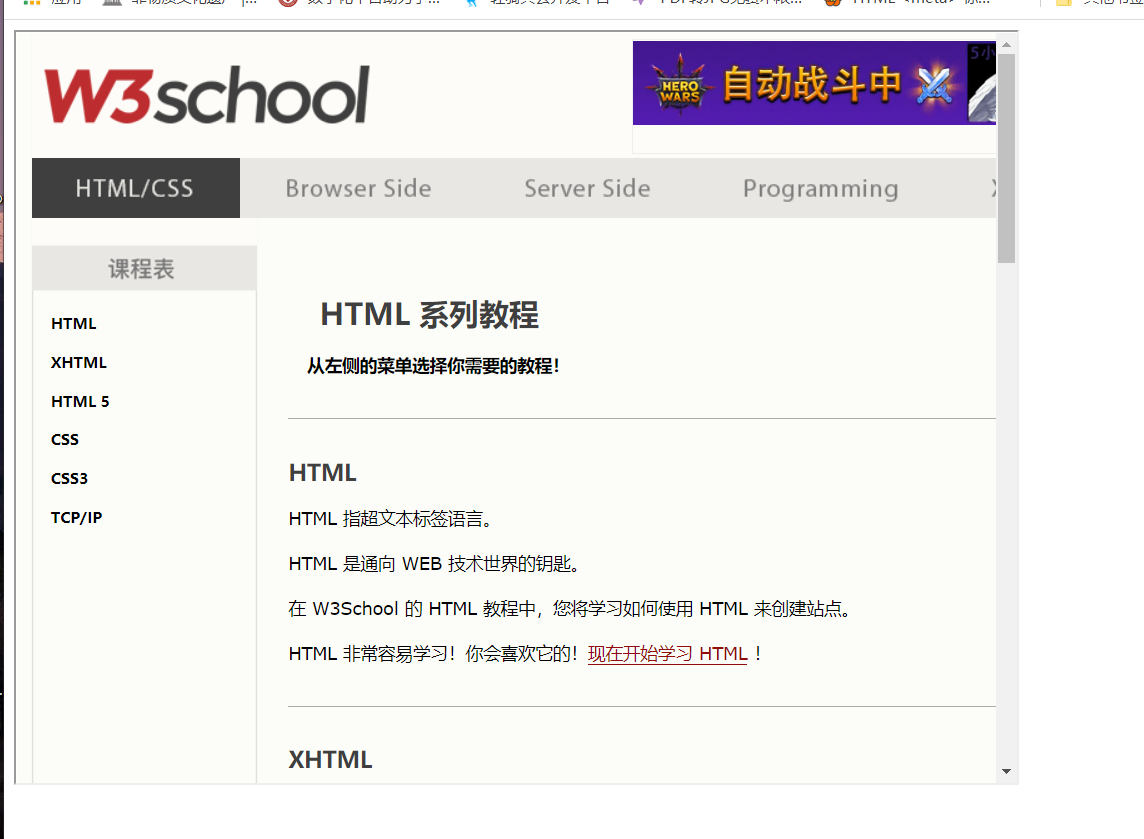 W3school
HERO WARS
自动战斗中
5小
HTML/CSS
Browser Side
Server Side
Programming
课程表
HTML
XHTML
HTML 5
CSS
CSS3
TCP/IP
HTML 系列教程
从左侧的菜单选择你需要的教程！
HTML
HTML 指超文本标签语言。
HTML 是通向 WEB 技术世界的钥匙。
在 W3School 的 HTML 教程中，您将学习如何使用 HTML 来创建站点。
HTML 非常容易学习！你会喜欢它的！现在开始学习 HTML ！
XHTML